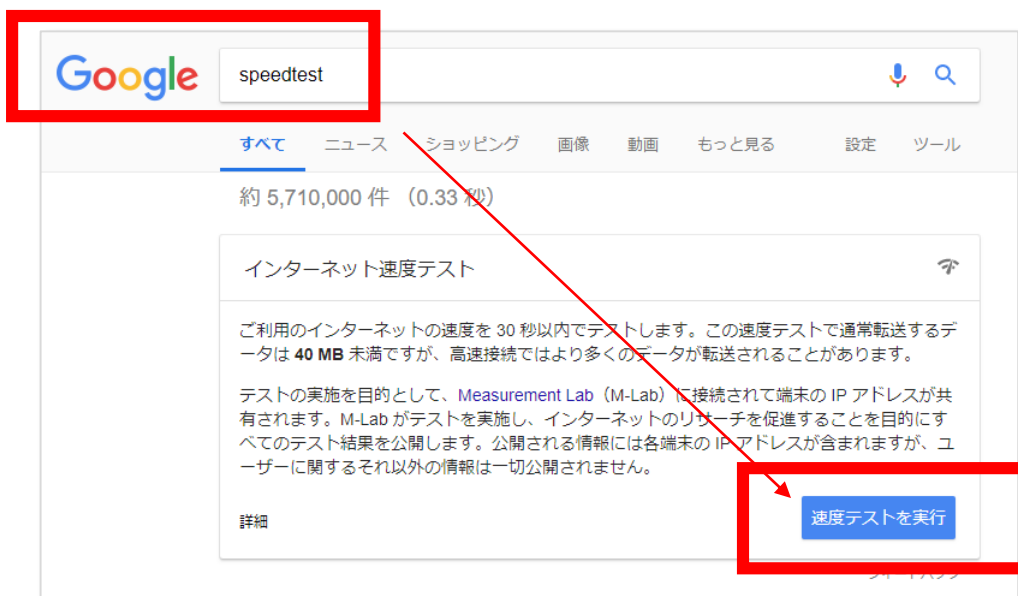 Google speedtest
すべて ニュース ショッピング 画像 動画 もっと見る 設定 ツール
約 5,710,000 件 （0.33 秒）
インターネット速度テスト
ご利用のインターネットの速度を 30 秒以内でテストします。この速度テストで通常転送するデ
ータは 40 MB 未満ですが、高速接続ではより多くのデータが転送されることがあります。
テストの実施を目的として、Measurement Lab（M-Lab）に接続されて端末の IP アドレスが共
有されます。M-Lab がテストを実施し、インターネットのリサーチを促進することを目的にす
べてのテスト結果を公開します。公開される情報には各端末の IP アドレスが含まれますが、ユ
ーザーに関するそれ以外の情報は一切公開されません。
詳細 速度テストを実行